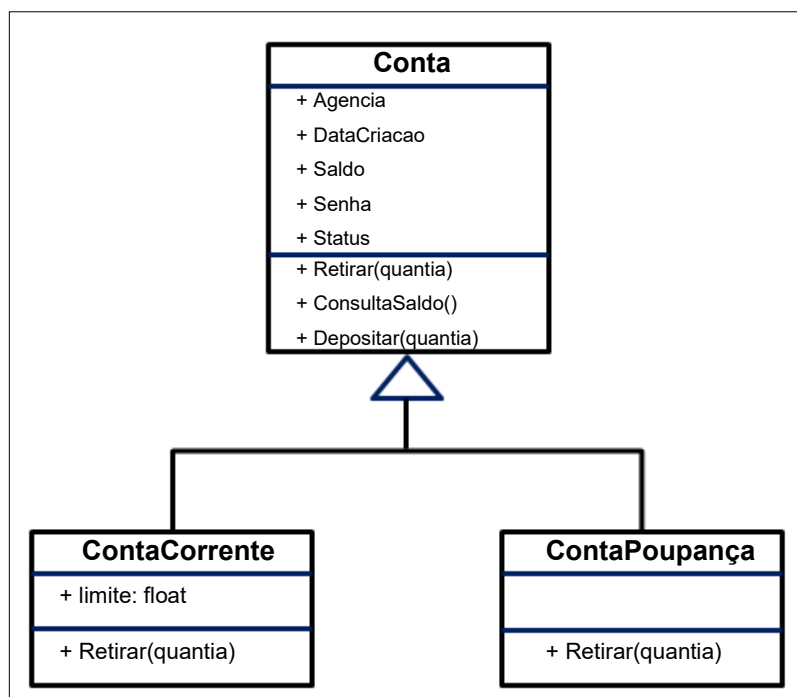 Conta
+ Agencia
+ DataCriacao
+ Saldo
+ Senha
+ Status
+ Retirar(quantia)
+ ConsultaSaldo()
+ Depositar(quantia)
ContaCorrente
+ limite: float
+ Retirar(quantia)
ContaPoupança
+ Retirar(quantia)